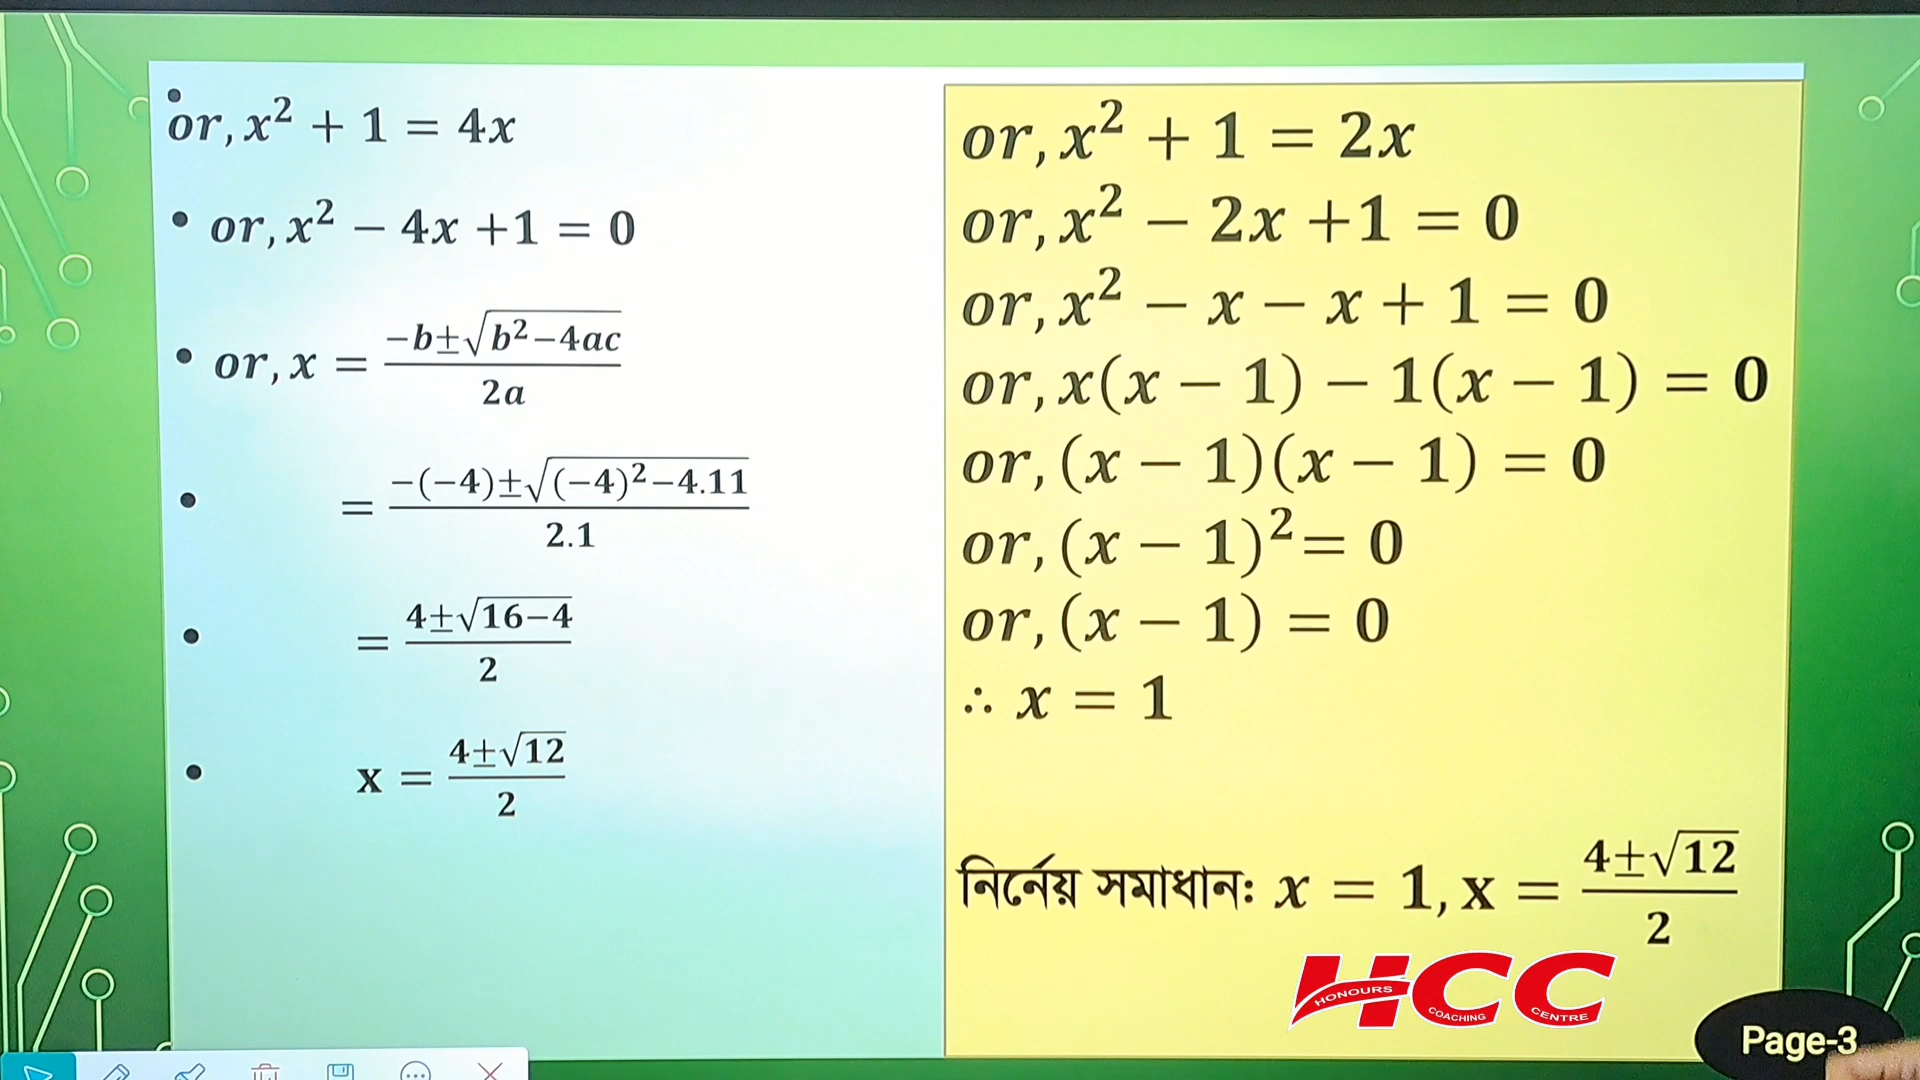 or, x² + 1 = 4x
• or, x² − 4x +1 = 0
• or, x = (−b±√(b²−4ac))/2a
• = (−(−4)±√((−4)²−4.11))/2.1
• = (4±√(16−4))/2
• x = (4±√12)/2
or, x² + 1 = 2x
or, x² − 2x +1 = 0
or, x² − x − x + 1 = 0
or, x(x − 1) − 1(x − 1) = 0
or, (x − 1)(x − 1) = 0
or, (x − 1)²= 0
or, (x − 1) = 0
∴ x = 1
নির্নেয় সমাধানঃ x = 1, x = (4±√12)/2
HCC
HONOURS COACHING CENTRE
Page-3